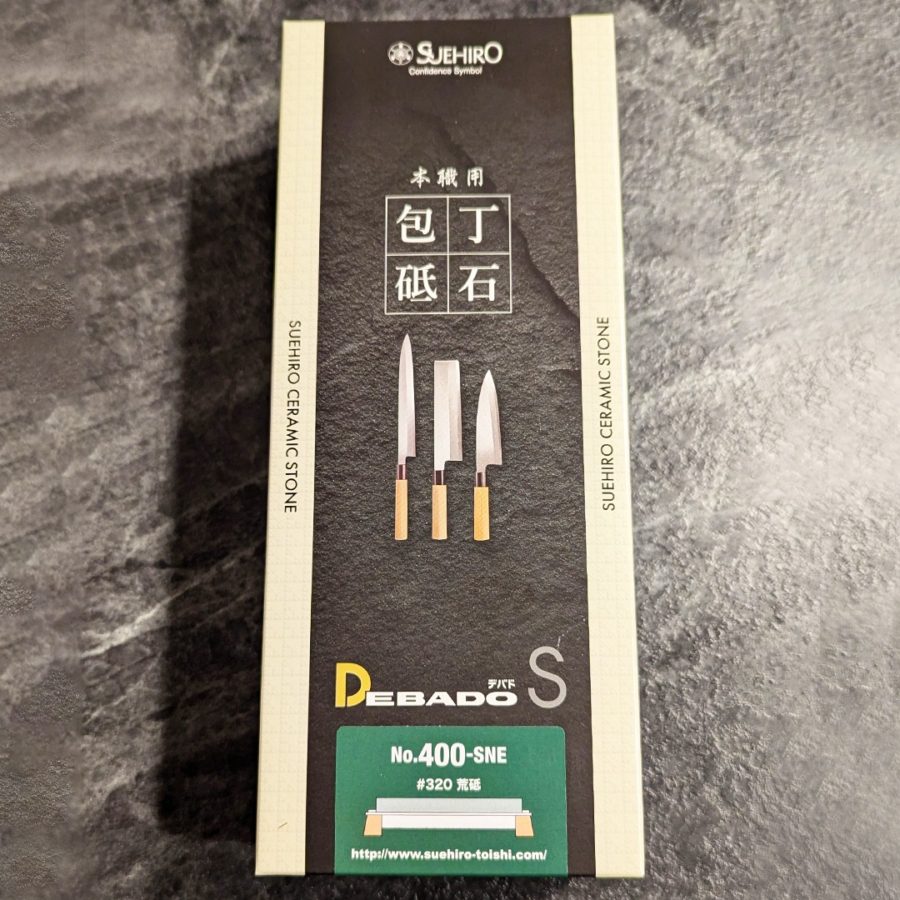 SUEHIRO
Confidence Symbol
本職用
包丁
砥石
SUEHIRO CERAMIC STONE
SUEHIRO CERAMIC STONE
デバド
DEBADO S
No.400-SNE
#320 荒砥
http://www.suehiro-toishi.com/